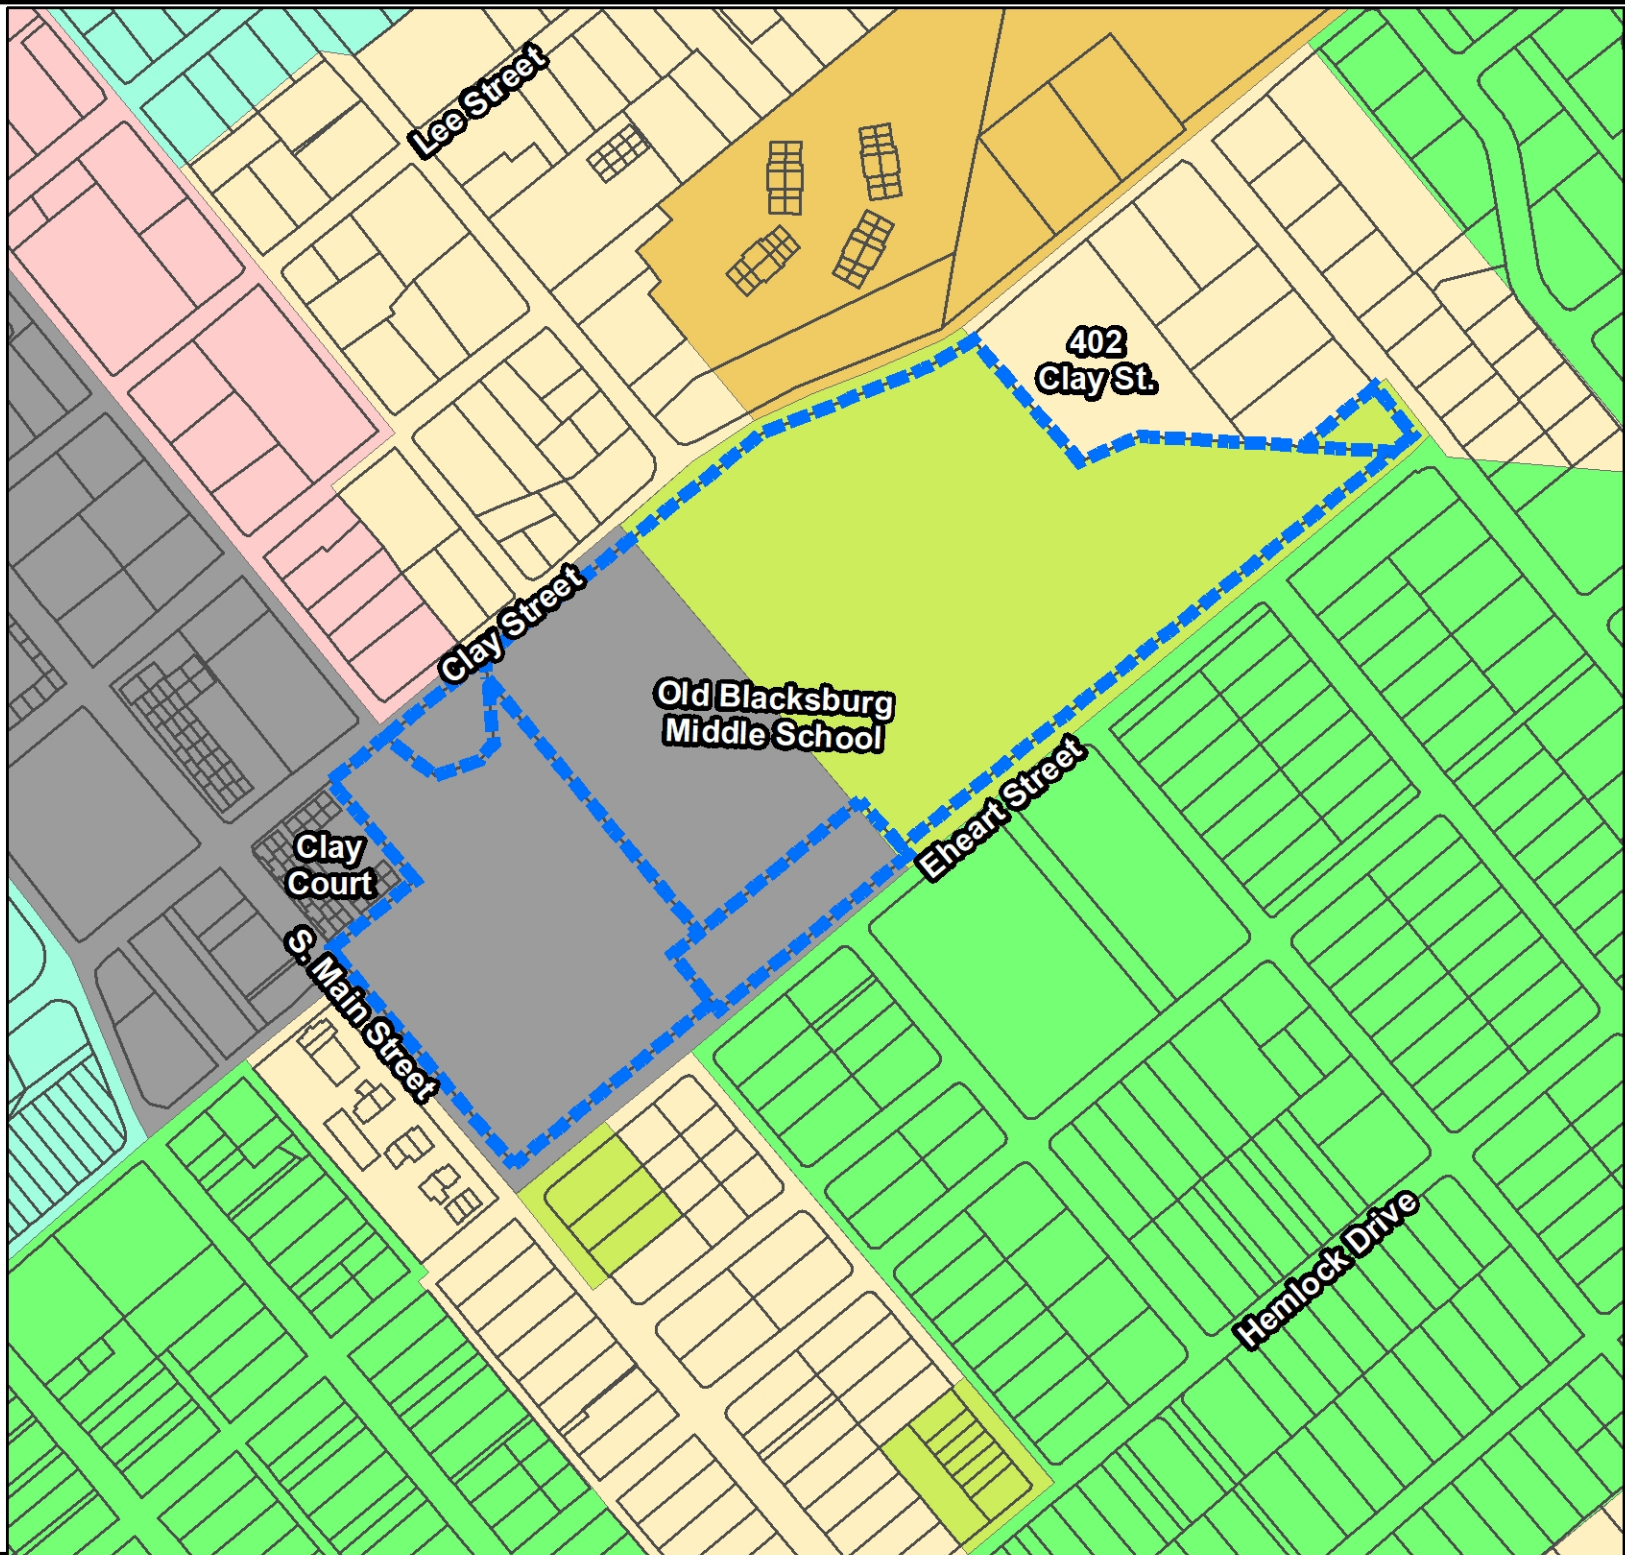 Lee Street
402
Clay St.
Clay Street
Old Blacksburg
Middle School
Eheart Street
Clay
Court
S. Main Street
Hemlock Drive